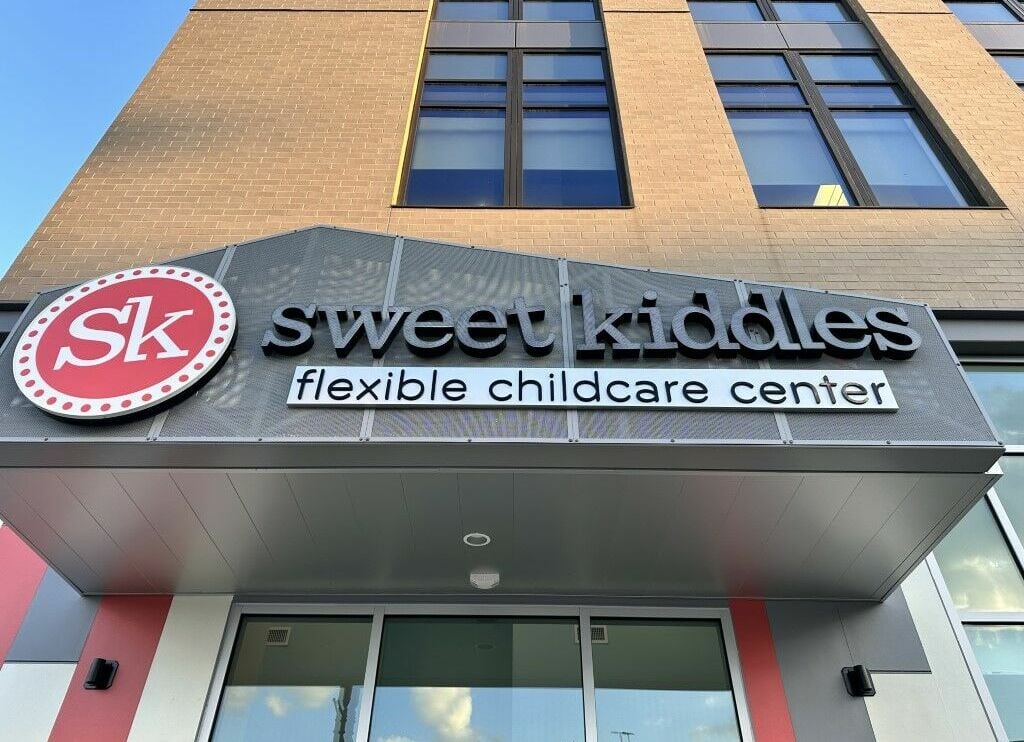 sk
sweet kiddles
flexible childcare center